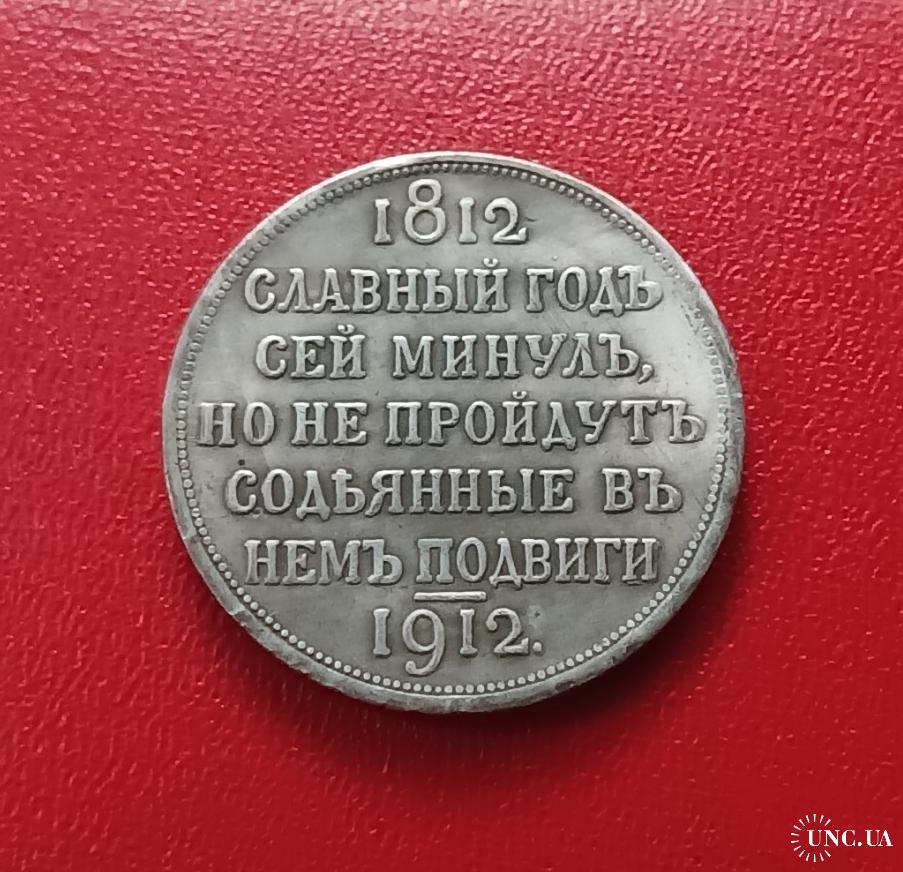 1812
СЛАВНЫЙ ГОДЪ
СЕЙ МИНУЛЪ,
НО НЕ ПРОЙДУТЪ
СОДѢЯННЫЕ ВЪ
НЕМЪ ПОДВИГИ
1912.
UNC.UA